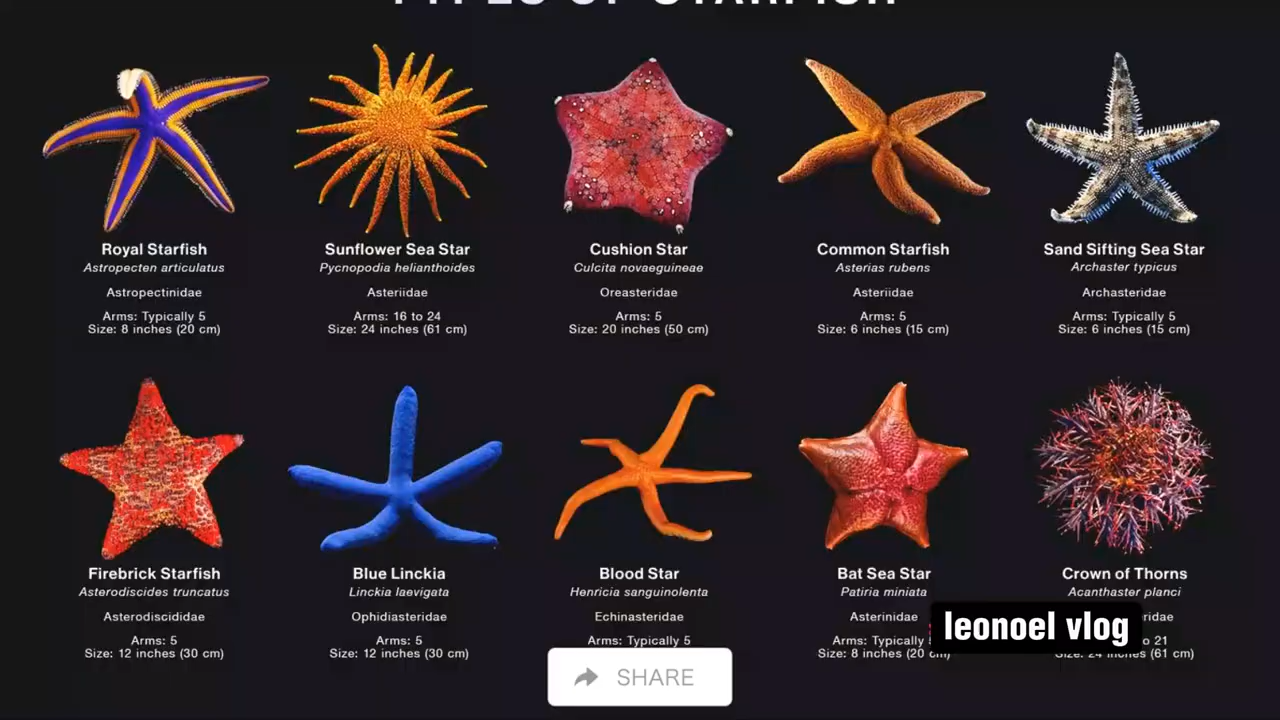 TYPES OF STARFISH
Royal Starfish
Astropecten articulatus
Astropectinidae
Arms: Typically 5
Size: 8 inches (20 cm)
Sunflower Sea Star
Pycnopodia helianthoides
Asteriidae
Arms: 16 to 24
Size: 24 inches (61 cm)
Cushion Star
Culcita novaeguineae
Oreasteridae
Arms: 5
Size: 20 inches (50 cm)
Common Starfish
Asterias rubens
Asteriidae
Arms: 5
Size: 6 inches (15 cm)
Sand Sifting Sea Star
Archaster typicus
Archasteridae
Arms: Typically 5
Size: 6 inches (15 cm)
Firebrick Starfish
Asterodiscides truncatus
Asterodiscididae
Arms: 5
Size: 12 inches (30 cm)
Blue Linckia
Linckia laevigata
Ophidiasteridae
Arms: 5
Size: 12 inches (30 cm)
Blood Star
Henricia sanguinolenta
Echinasteridae
Arms: Typically 5
Bat Sea Star
Patiria miniata
Asterinidae
Arms: Typically
Size: 8 inches (20 cm)
Crown of Thorns
Acanthaster planci
to 21
Size: 24 inches (61 cm)
leonoel vlog
SHARE